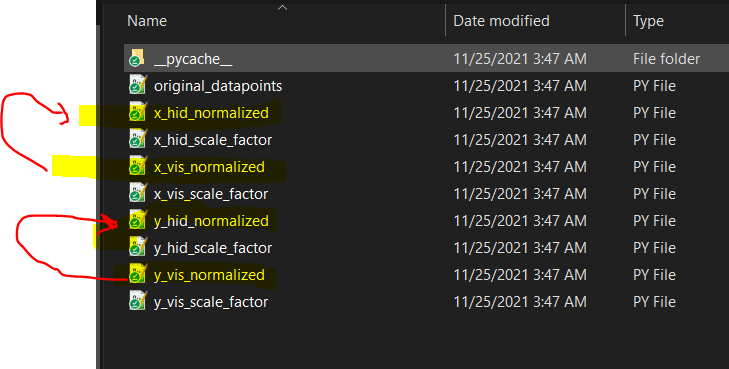 Name Date modified Type
__pycache__ 11/25/2021 3:47 AM File folder
original_datapoints 11/25/2021 3:47 AM PY File
x_hid_normalized 11/25/2021 3:47 AM PY File
x_hid_scale_factor 11/25/2021 3:47 AM PY File
x_vis_normalized 11/25/2021 3:47 AM PY File
x_vis_scale_factor 11/25/2021 3:47 AM PY File
y_hid_normalized 11/25/2021 3:47 AM PY File
y_hid_scale_factor 11/25/2021 3:47 AM PY File
y_vis_normalized 11/25/2021 3:47 AM PY File
y_vis_scale_factor 11/25/2021 3:47 AM PY File